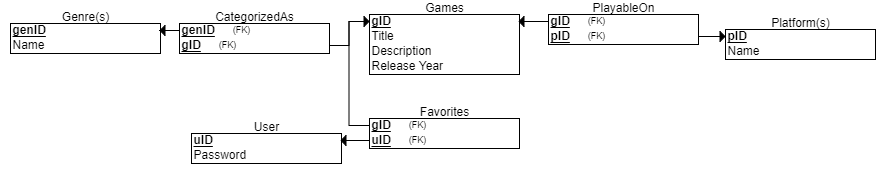 Genre(s)
genID
Name
CategorizedAs
genID (FK)
gID (FK)
Games
gID
Title
Description
Release Year
PlayableOn
gID (FK)
pID (FK)
Platform(s)
pID
Name
User
uID
Password
Favorites
gID (FK)
uID (FK)